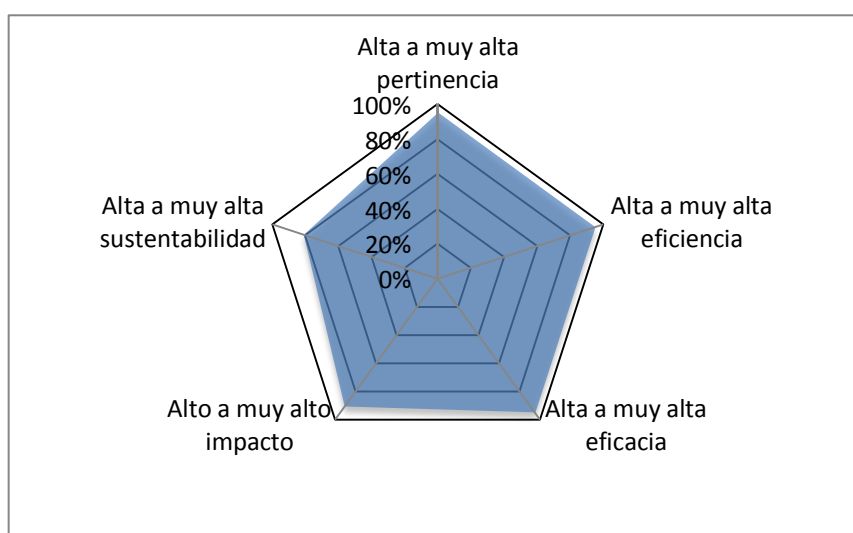 Alta a muy alta
pertinencia
100%
80%
60%
40%
20%
0%
Alta a muy alta
eficiencia
Alta a muy alta
eficacia
Alto a muy alto
impacto
Alta a muy alta
sustentabilidad